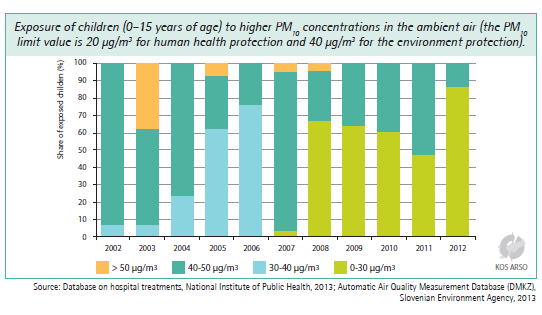 Exposure of children (0–15 years of age) to higher PM10 concentrations in the ambient air (the PM10
limit value is 20 µg/m³ for human health protection and 40 µg/m³ for the environment protection).
Share of exposed children (%)
100
90
80
70
60
50
40
30
20
10
0
2002 2003 2004 2005 2006 2007 2008 2009 2010 2011 2012
> 50 µg/m3 40-50 µg/m3 30-40 µg/m3 0-30 µg/m3
KOS ARSO
Source: Database on hospital treatments, National Institute of Public Health, 2013; Automatic Air Quality Measurement Database (DMKZ),
Slovenian Environment Agency, 2013